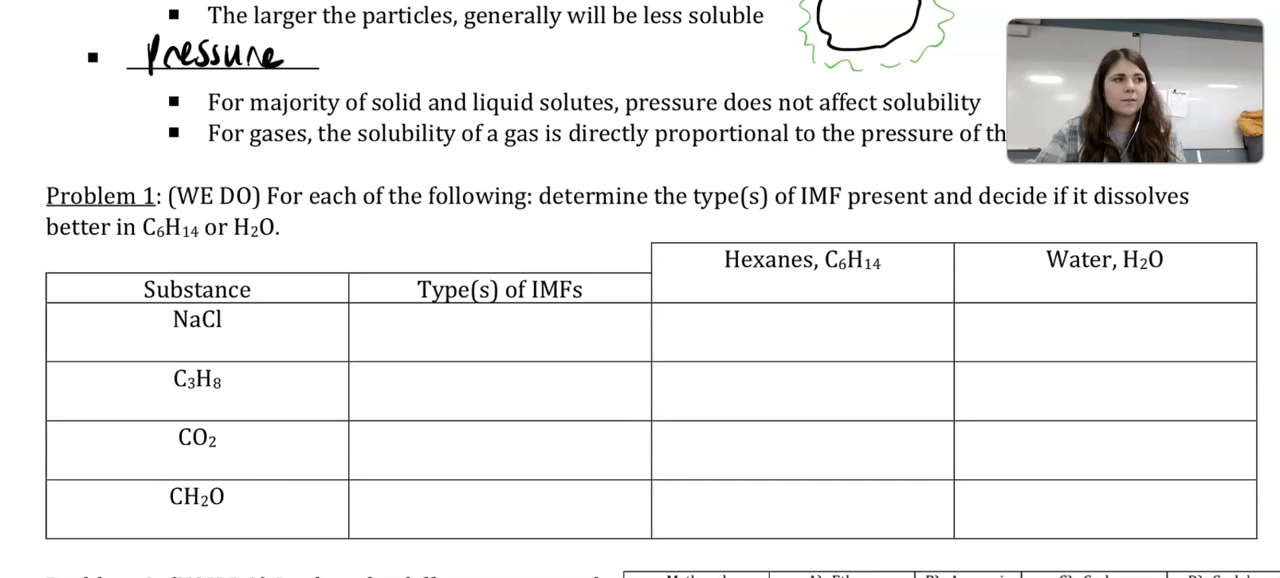 ▪ The larger the particles, generally will be less soluble
▪ Pressure
▪ For majority of solid and liquid solutes, pressure does not affect solubility
▪ For gases, the solubility of a gas is directly proportional to the pressure of
Problem 1: (WE DO) For each of the following: determine the type(s) of IMF present and decide if it dissolves
better in C₆H₁₄ or H₂O.
Hexanes, C₆H₁₄ Water, H₂O
Substance Type(s) of IMFs
NaCl
C₃H₈
CO₂
CH₂O